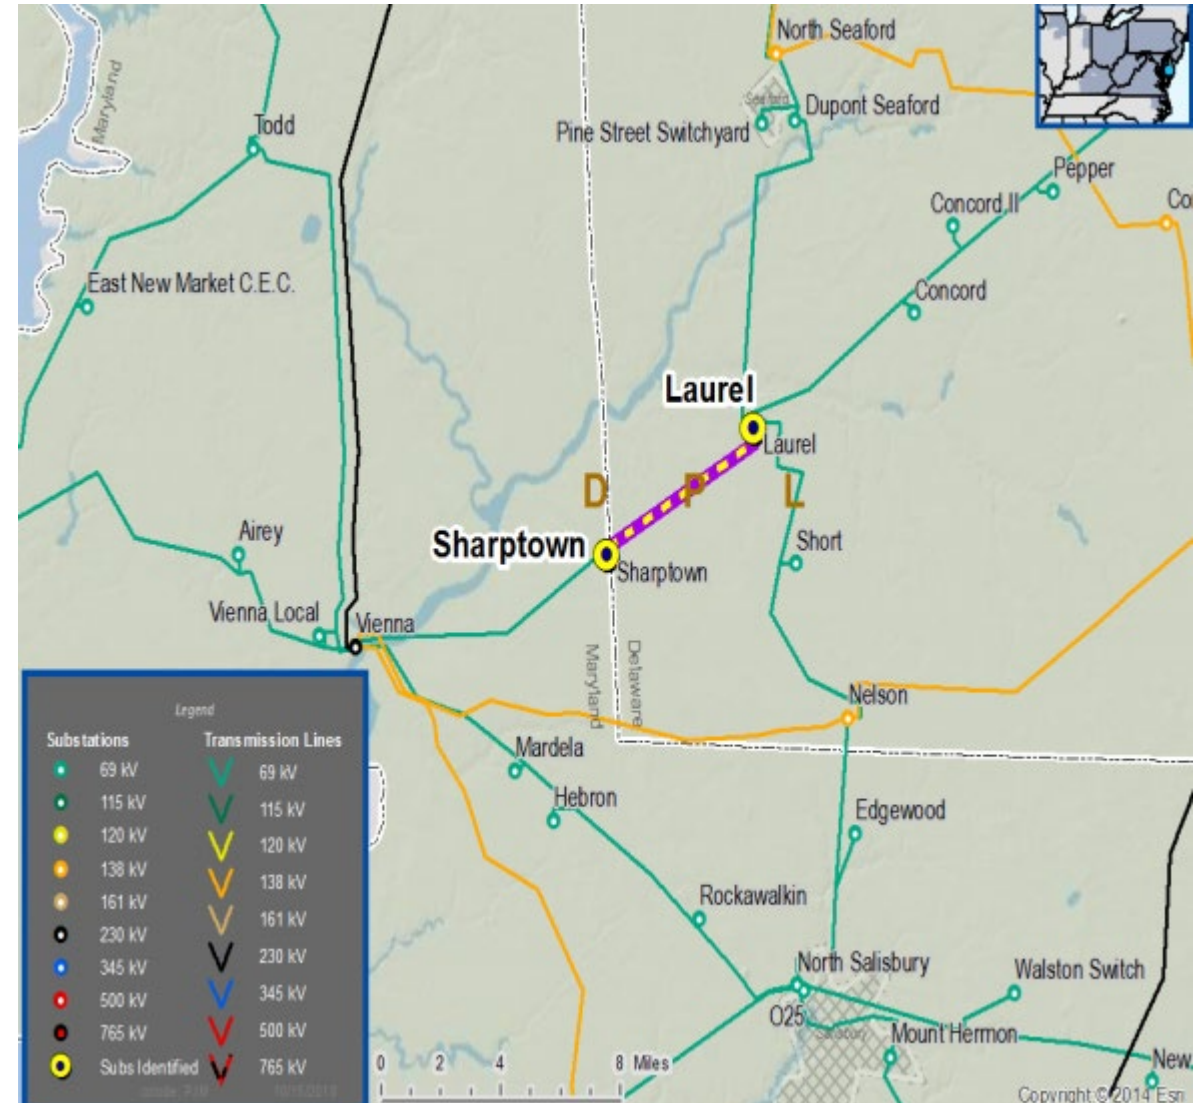 North Seaford
Maryland
Seaford
Dupont Seaford
Todd
Pine Street Switchyard
Pepper
Concord II
East New Market C.E.C.
Concord
Laurel
Laurel
D P L
Airey
Sharptown
Short
Sharptown
Vienna Local
Vienna
Maryland
Delaware
Nelson
Mardela
Hebron
Edgewood
Rockawalkin
North Salisbury
Walston Switch
O25
Salisbury
Mount Hermon
New
Legend
Substations Transmission Lines
69 kV 69 kV
115 kV 115 kV
120 kV 120 kV
138 kV 138 kV
161 kV 161 kV
230 kV 230 kV
345 kV 345 kV
500 kV 500 kV
765 kV 765 kV
Subs Identified
0 2 4 8 Miles
Copyright © 2014 Esri